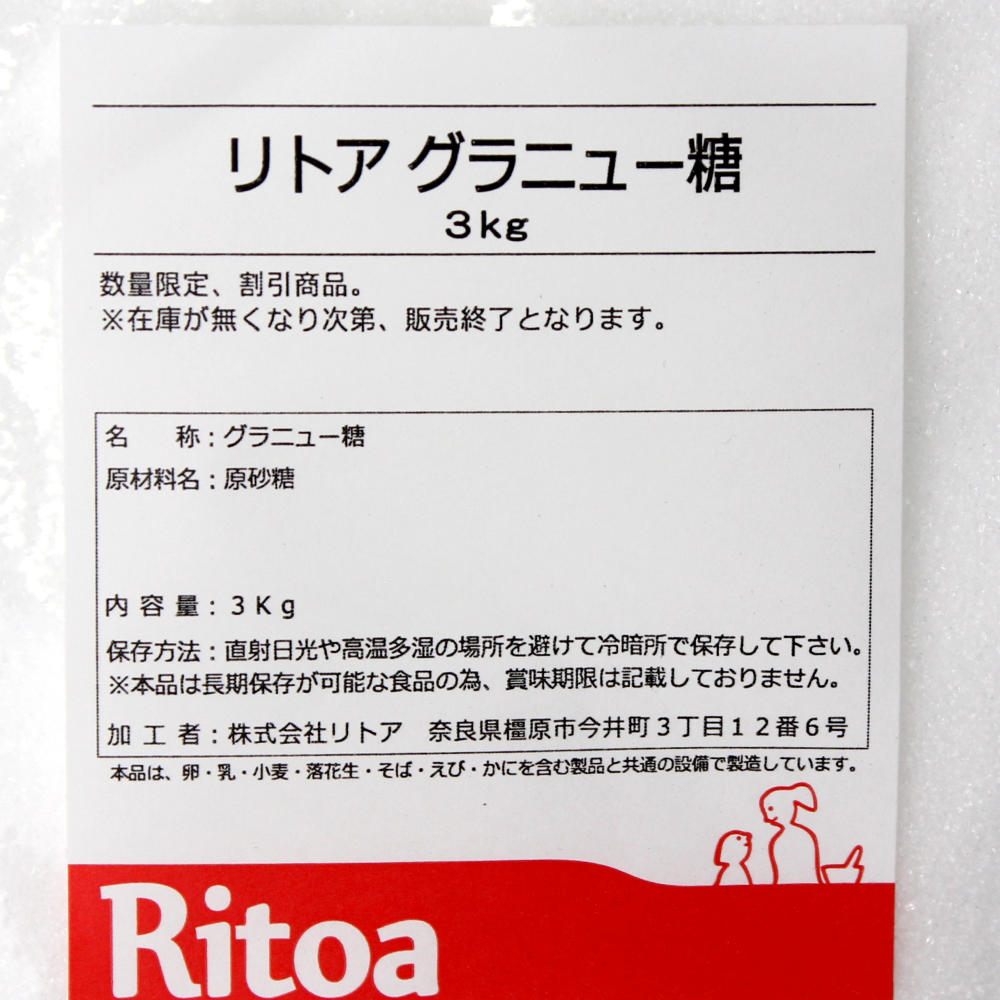 リトア グラニュー糖
3kg
数量限定、割引商品。
※在庫が無くなり次第、販売終了となります。
名　　称：グラニュー糖
原材料名：原砂糖
内 容 量：3Kg
保存方法：直射日光や高温多湿の場所を避けて冷暗所で保存して下さい。
※本品は長期保存が可能な食品の為、賞味期限は記載しておりません。
加 工 者：株式会社リトア　奈良県橿原市今井町3丁目12番6号
本品は、卵・乳・小麦・落花生・そば・えび・かにを含む製品と共通の設備で製造しています。
Ritoa